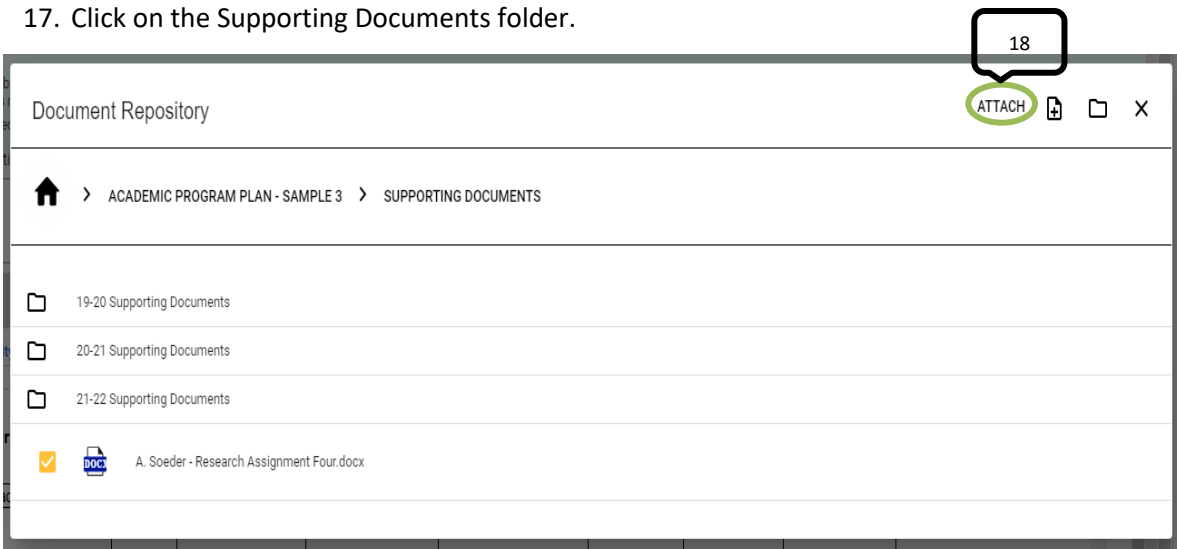 17. Click on the Supporting Documents folder.
18
Document Repository
ATTACH
ACADEMIC PROGRAM PLAN - SAMPLE 3 > SUPPORTING DOCUMENTS
19-20 Supporting Documents
20-21 Supporting Documents
21-22 Supporting Documents
DOCX
A. Soeder - Research Assignment Four.docx